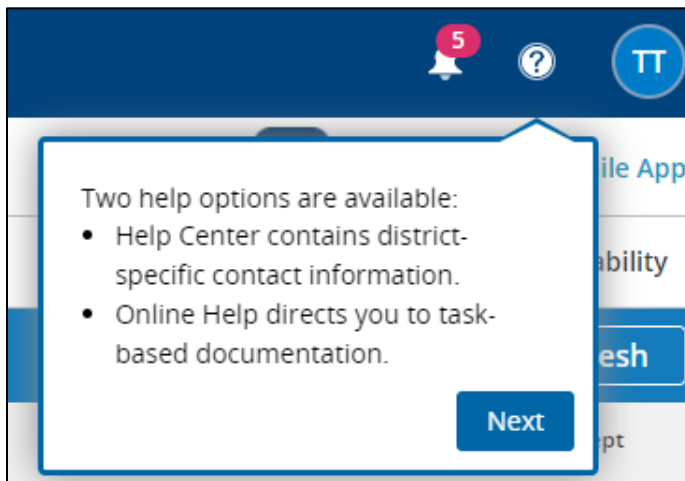 5
TT
ile App
Two help options are available:
• Help Center contains district-
specific contact information.
ability
• Online Help directs you to task-
based documentation.
esh
Next
ept